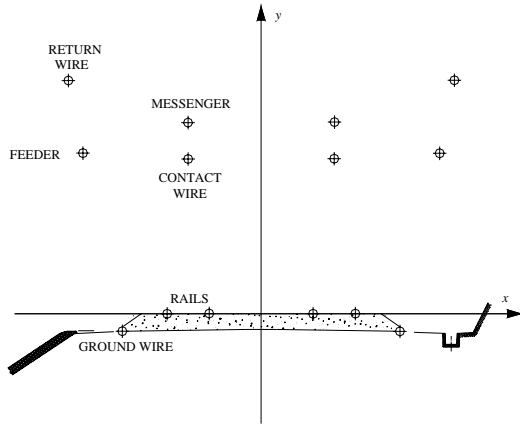 y
RETURN
WIRE
MESSENGER
FEEDER
CONTACT
WIRE
RAILS
x
GROUND WIRE